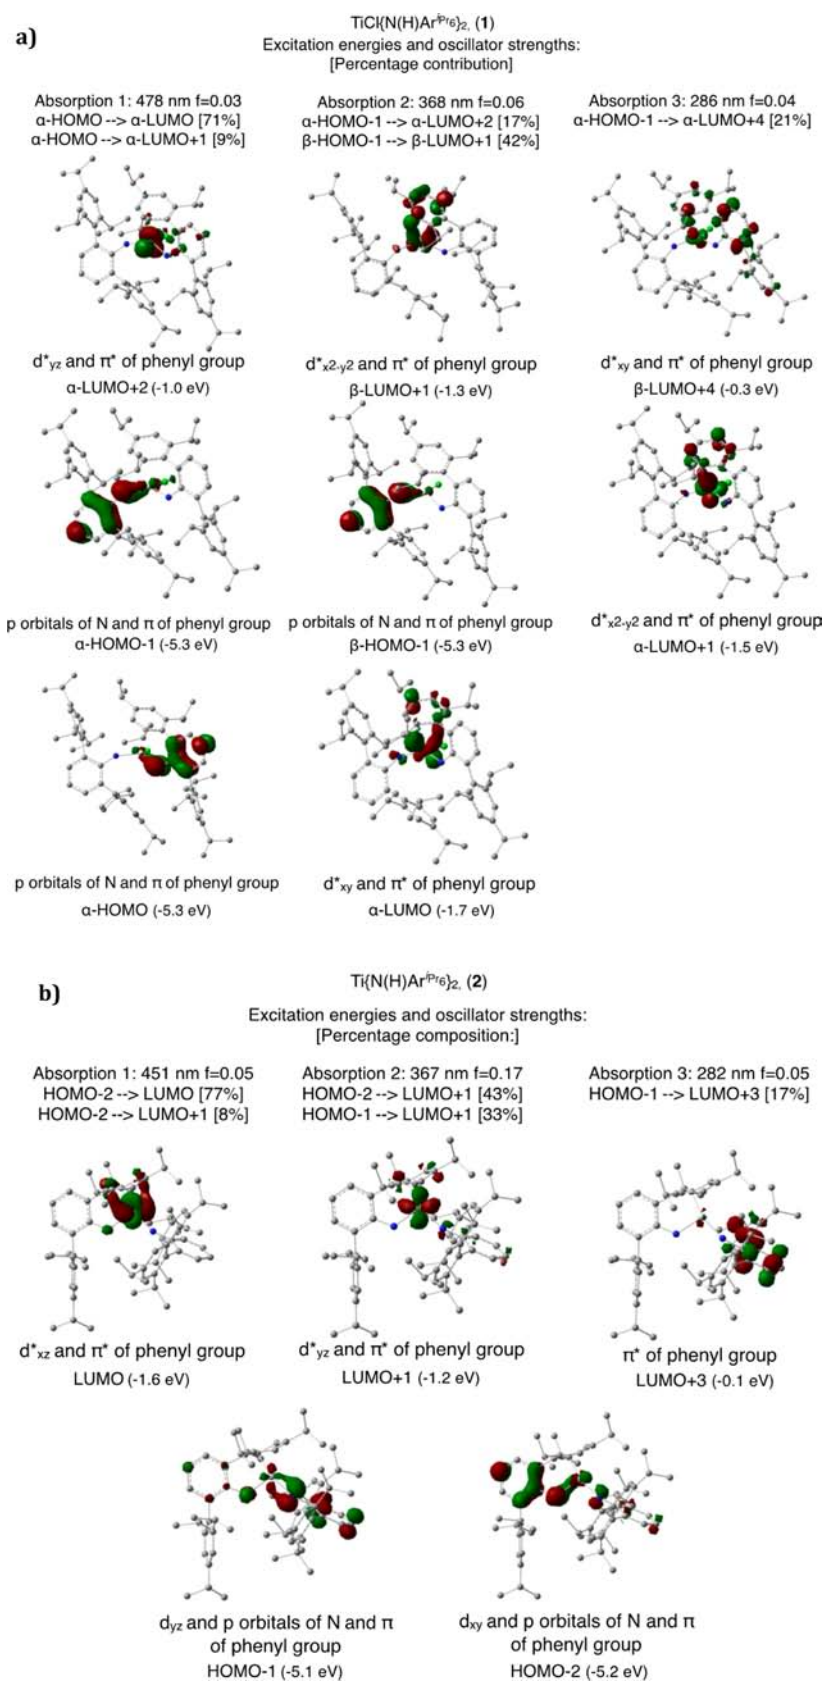 a)
TiCl{N(H)Ar^iPr6}2, (1)
Excitation energies and oscillator strengths:
[Percentage contribution]
Absorption 1: 478 nm f=0.03
α-HOMO --> α-LUMO [71%]
α-HOMO --> α-LUMO+1 [9%]
Absorption 2: 368 nm f=0.06
α-HOMO-1 --> α-LUMO+2 [17%]
β-HOMO-1 --> β-LUMO+1 [42%]
Absorption 3: 286 nm f=0.04
α-HOMO-1 --> α-LUMO+4 [21%]
d*yz and π* of phenyl group
α-LUMO+2 (-1.0 eV)
d*x2-y2 and π* of phenyl group
β-LUMO+1 (-1.3 eV)
d*xy and π* of phenyl group
β-LUMO+4 (-0.3 eV)
p orbitals of N and π of phenyl group
α-HOMO-1 (-5.3 eV)
p orbitals of N and π of phenyl group
β-HOMO-1 (-5.3 eV)
d*x2-y2 and π* of phenyl group
α-LUMO+1 (-1.5 eV)
p orbitals of N and π of phenyl group
α-HOMO (-5.3 eV)
d*xy and π* of phenyl group
α-LUMO (-1.7 eV)
b)
Ti{N(H)Ar^iPr6}2, (2)
Excitation energies and oscillator strengths:
[Percentage composition:]
Absorption 1: 451 nm f=0.05
HOMO-2 --> LUMO [77%]
HOMO-2 --> LUMO+1 [8%]
Absorption 2: 367 nm f=0.17
HOMO-2 --> LUMO+1 [43%]
HOMO-1 --> LUMO+1 [33%]
Absorption 3: 282 nm f=0.05
HOMO-1 --> LUMO+3 [17%]
d*xz and π* of phenyl group
LUMO (-1.6 eV)
d*yz and π* of phenyl group
LUMO+1 (-1.2 eV)
π* of phenyl group
LUMO+3 (-0.1 eV)
dyz and p orbitals of N and π
of phenyl group
HOMO-1 (-5.1 eV)
dxy and p orbitals of N and π
of phenyl group
HOMO-2 (-5.2 eV)